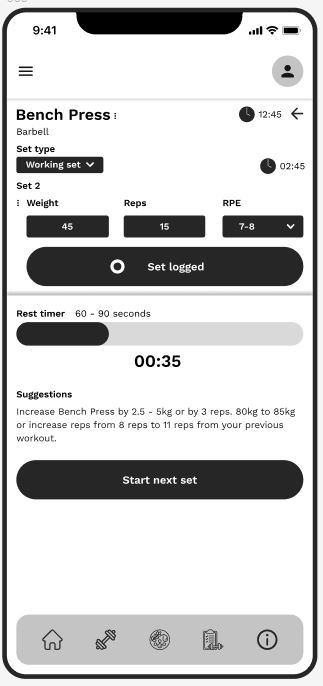 9:41
Bench Press
12:45
Barbell
Set type
Working set
02:45
Set 2
Weight Reps RPE
45 15 7-8
Set logged
Rest timer 60 - 90 seconds
00:35
Suggestions
Increase Bench Press by 2.5 - 5kg or by 3 reps. 80kg to 85kg
or increase reps from 8 reps to 11 reps from your previous
workout.
Start next set